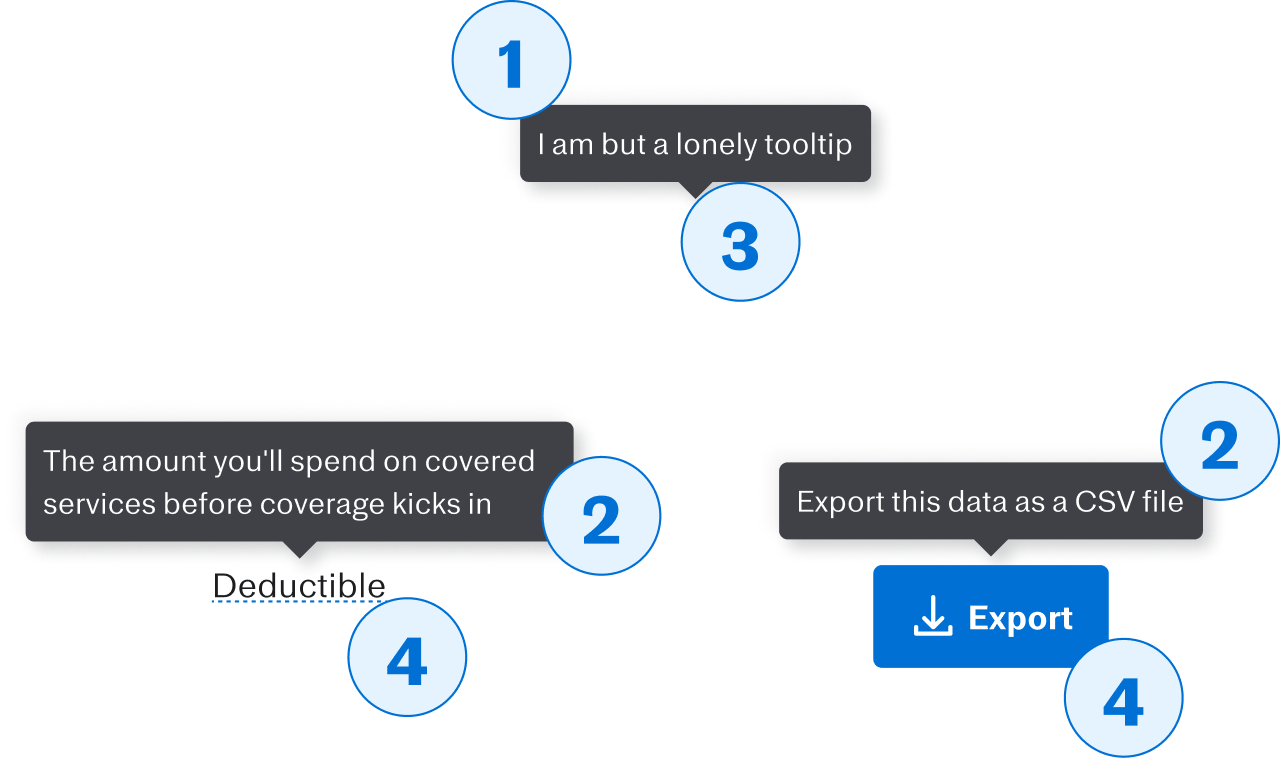 1
I am but a lonely tooltip
3
The amount you'll spend on covered
services before coverage kicks in
2
Deductible
4
2
Export this data as a CSV file
Export
4